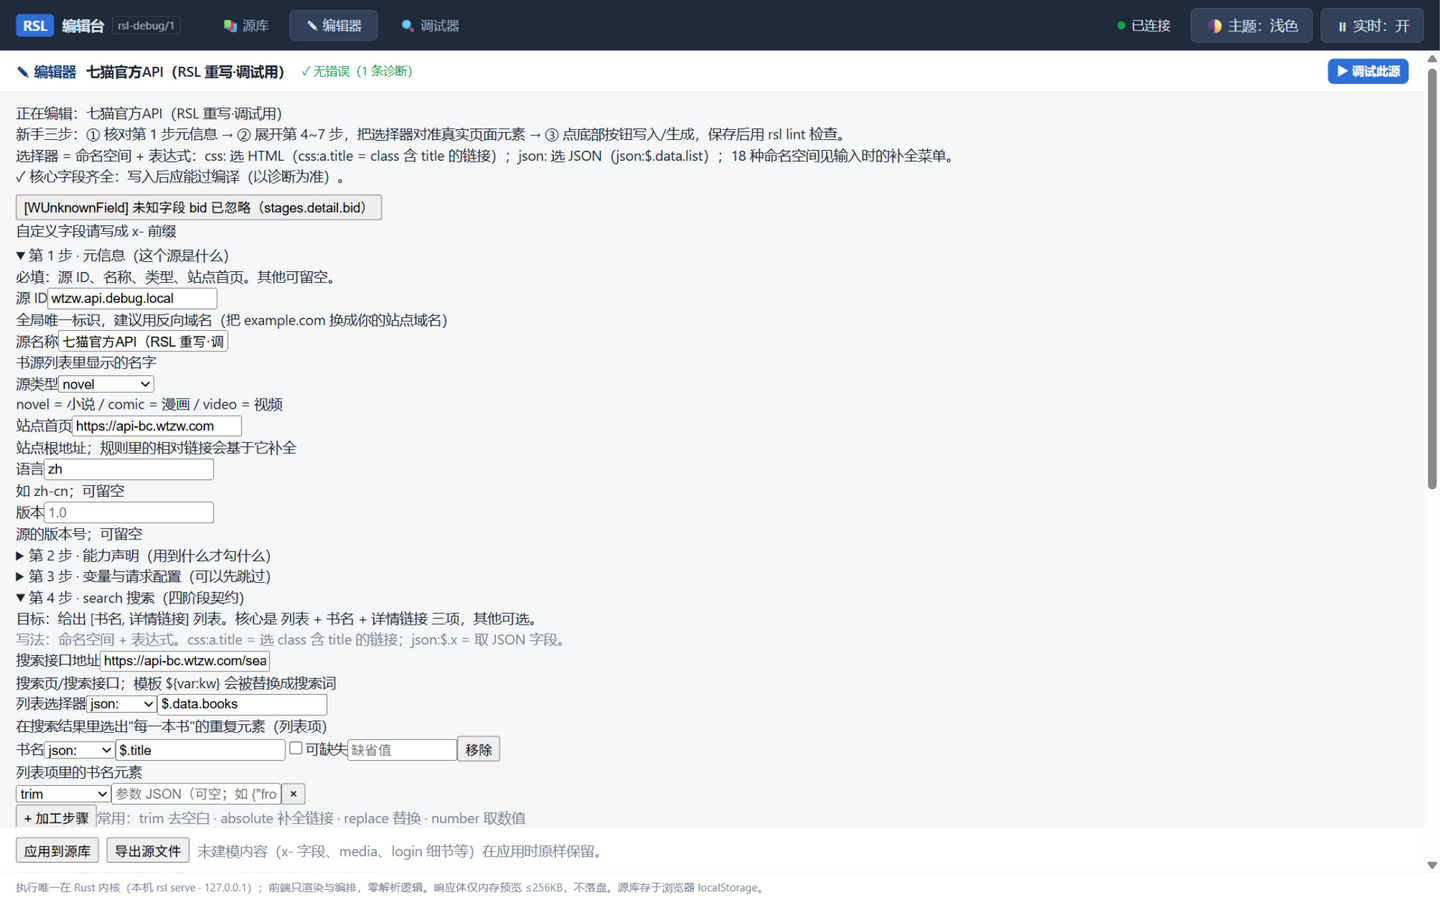 RSL 编辑台 rsl-debug/1 源库 编辑器 调试器 已连接 主题：浅色 实时：开
编辑器 七猫官方API（RSL 重写·调试用） ✓ 无错误（1 条诊断） ▶ 调试此源
正在编辑：七猫官方API（RSL 重写·调试用）
新手三步：① 核对第 1 步元信息 → ② 展开第 4~7 步，把选择器对准真实页面元素 → ③ 点底部按钮写入/生成，保存后用 rsl lint 检查。
选择器 = 命名空间 + 表达式：css: 选 HTML（css:a.title = class 含 title 的链接）；json: 选 JSON（json:$.data.list）；18 种命名空间见输入时的补全菜单。
✓ 核心字段齐全：写入后应能过编译（以诊断为准）。
[WUnknownField] 未知字段 bid 已忽略（stages.detail.bid）
自定义字段请写成 x- 前缀
▼ 第 1 步 · 元信息（这个源是什么）
必填：源 ID、名称、类型、站点首页。其他可留空。
源 ID wtzw.api.debug.local
全局唯一标识，建议用反向域名（把 example.com 换成你的站点域名）
源名称 七猫官方API（RSL 重写·调
书源列表里显示的名字
源类型 novel
novel = 小说 / comic = 漫画 / video = 视频
站点首页 https://api-bc.wtzw.com
站点根地址；规则里的相对链接会基于它补全
语言 zh
如 zh-cn；可留空
版本 1.0
源的版本号；可留空
▶ 第 2 步 · 能力声明（用到什么才勾什么）
▶ 第 3 步 · 变量与请求配置（可以先跳过）
▼ 第 4 步 · search 搜索（四阶段契约）
目标：给出 [书名, 详情链接] 列表。核心是 列表 + 书名 + 详情链接 三项，其他可选。
写法：命名空间 + 表达式。css:a.title = 选 class 含 title 的链接；json:$.x = 取 JSON 字段。
搜索接口地址 https://api-bc.wtzw.com/sea
搜索页/搜索接口；模板 ${var:kw} 会被替换成搜索词
列表选择器 json: $.data.books
在搜索结果里选出"每一本书"的重复元素（列表项）
书名 json: $.title 可缺失 缺省值 移除
列表项里的书名元素
trim 参数 JSON（可空；如 {"fro ×
+ 加工步骤 常用：trim 去空白 · absolute 补全链接 · replace 替换 · number 取数值
应用到源库 导出源文件 未建模内容（x- 字段、media、login 细节等）在应用时原样保留。
执行唯一在 Rust 内核（本机 rsl serve · 127.0.0.1）；前端只渲染与编排，零解析逻辑。响应体仅内存预览 ≤256KB，不落盘。源库存于浏览器 localStorage。